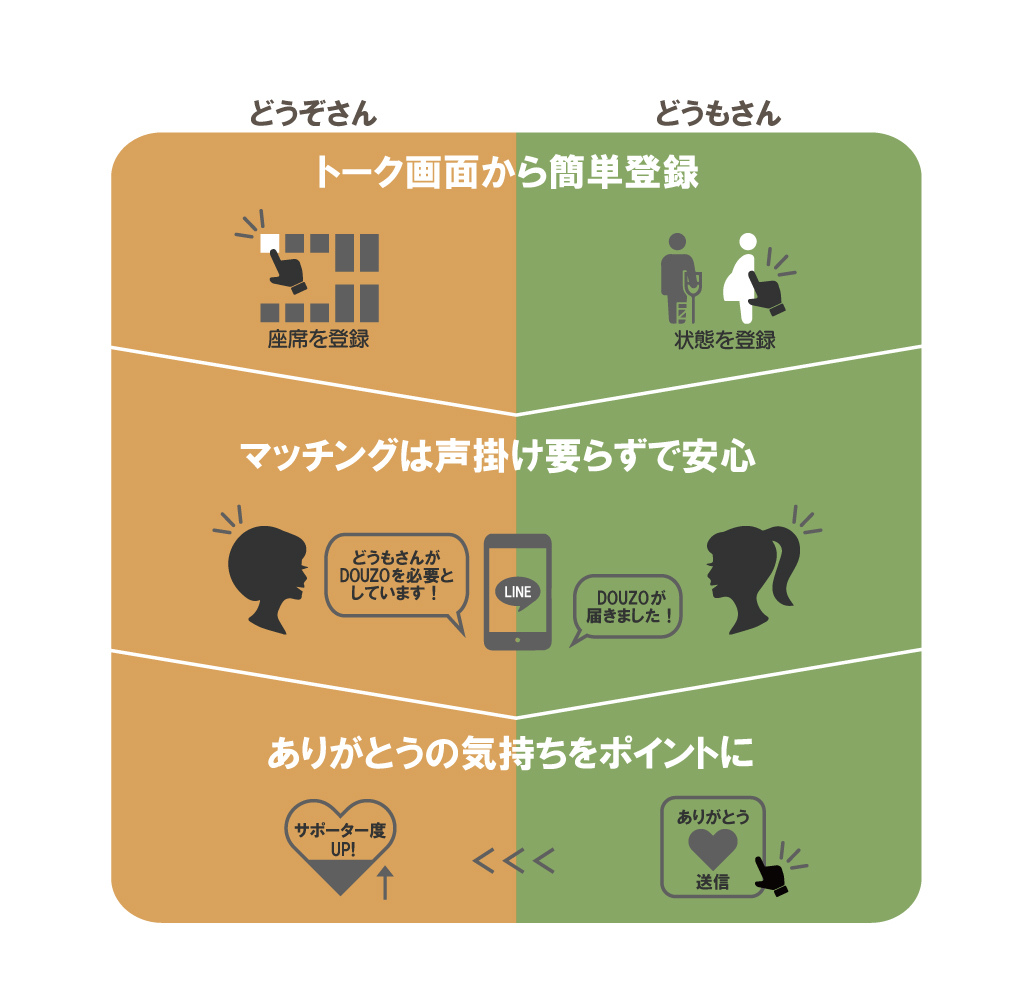 どうぞさん
どうもさん
トーク画面から簡単登録
座席を登録
状態を登録
マッチングは声掛け要らずで安心
どうもさんが
DOUZOを必要と
しています！
LINE
DOUZOが
届きました！
ありがとうの気持ちをポイントに
サポーター度
UP!
ありがとう
送信